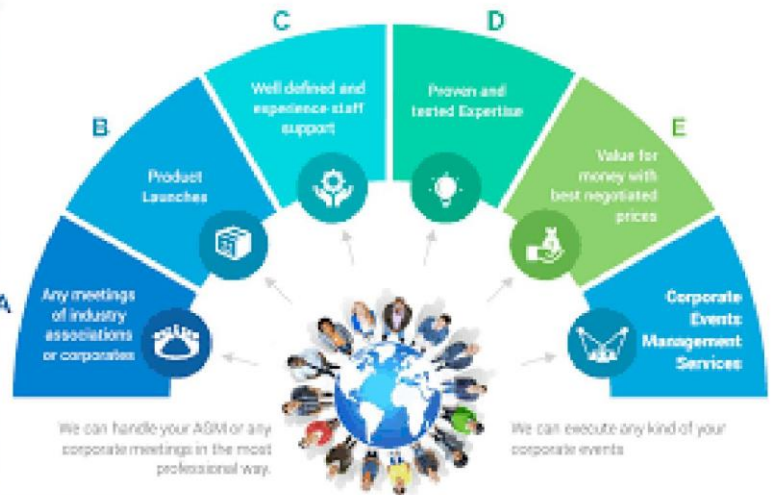 C
D
B
E
A
Well defined and
experience staff
support
Proven and
tested Expertise
Product
Launches
Value for
money with
best negotiated
prices
Any meetings
of industry
associations
or corporates
Corporate
Events
Management
Services
We can handle your AGM or any
corporate meetings in the most
professional way.
We can execute any kind of your
corporate events